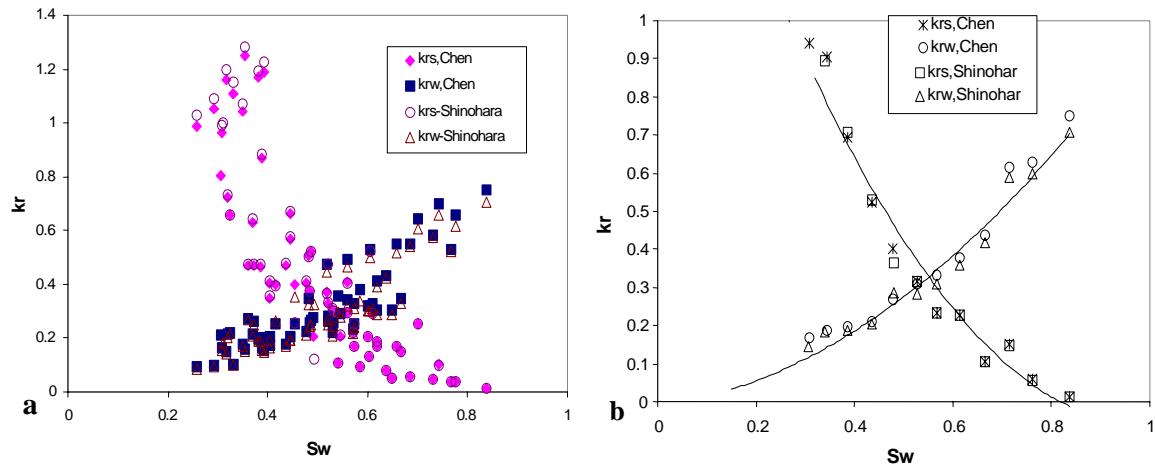 1.4
1.2
1
0.8
0.6
0.4
0.2
0
kr
0 0.2 0.4 0.6 0.8 1
Sw
krs,Chen
krw,Chen
krs-Shinohara
krw-Shinohara
a
1
0.9
0.8
0.7
0.6
0.5
0.4
0.3
0.2
0.1
0
kr
0 0.2 0.4 0.6 0.8 1
Sw
krs,Chen
krw,Chen
krs,Shinohar
krw,Shinohar
b